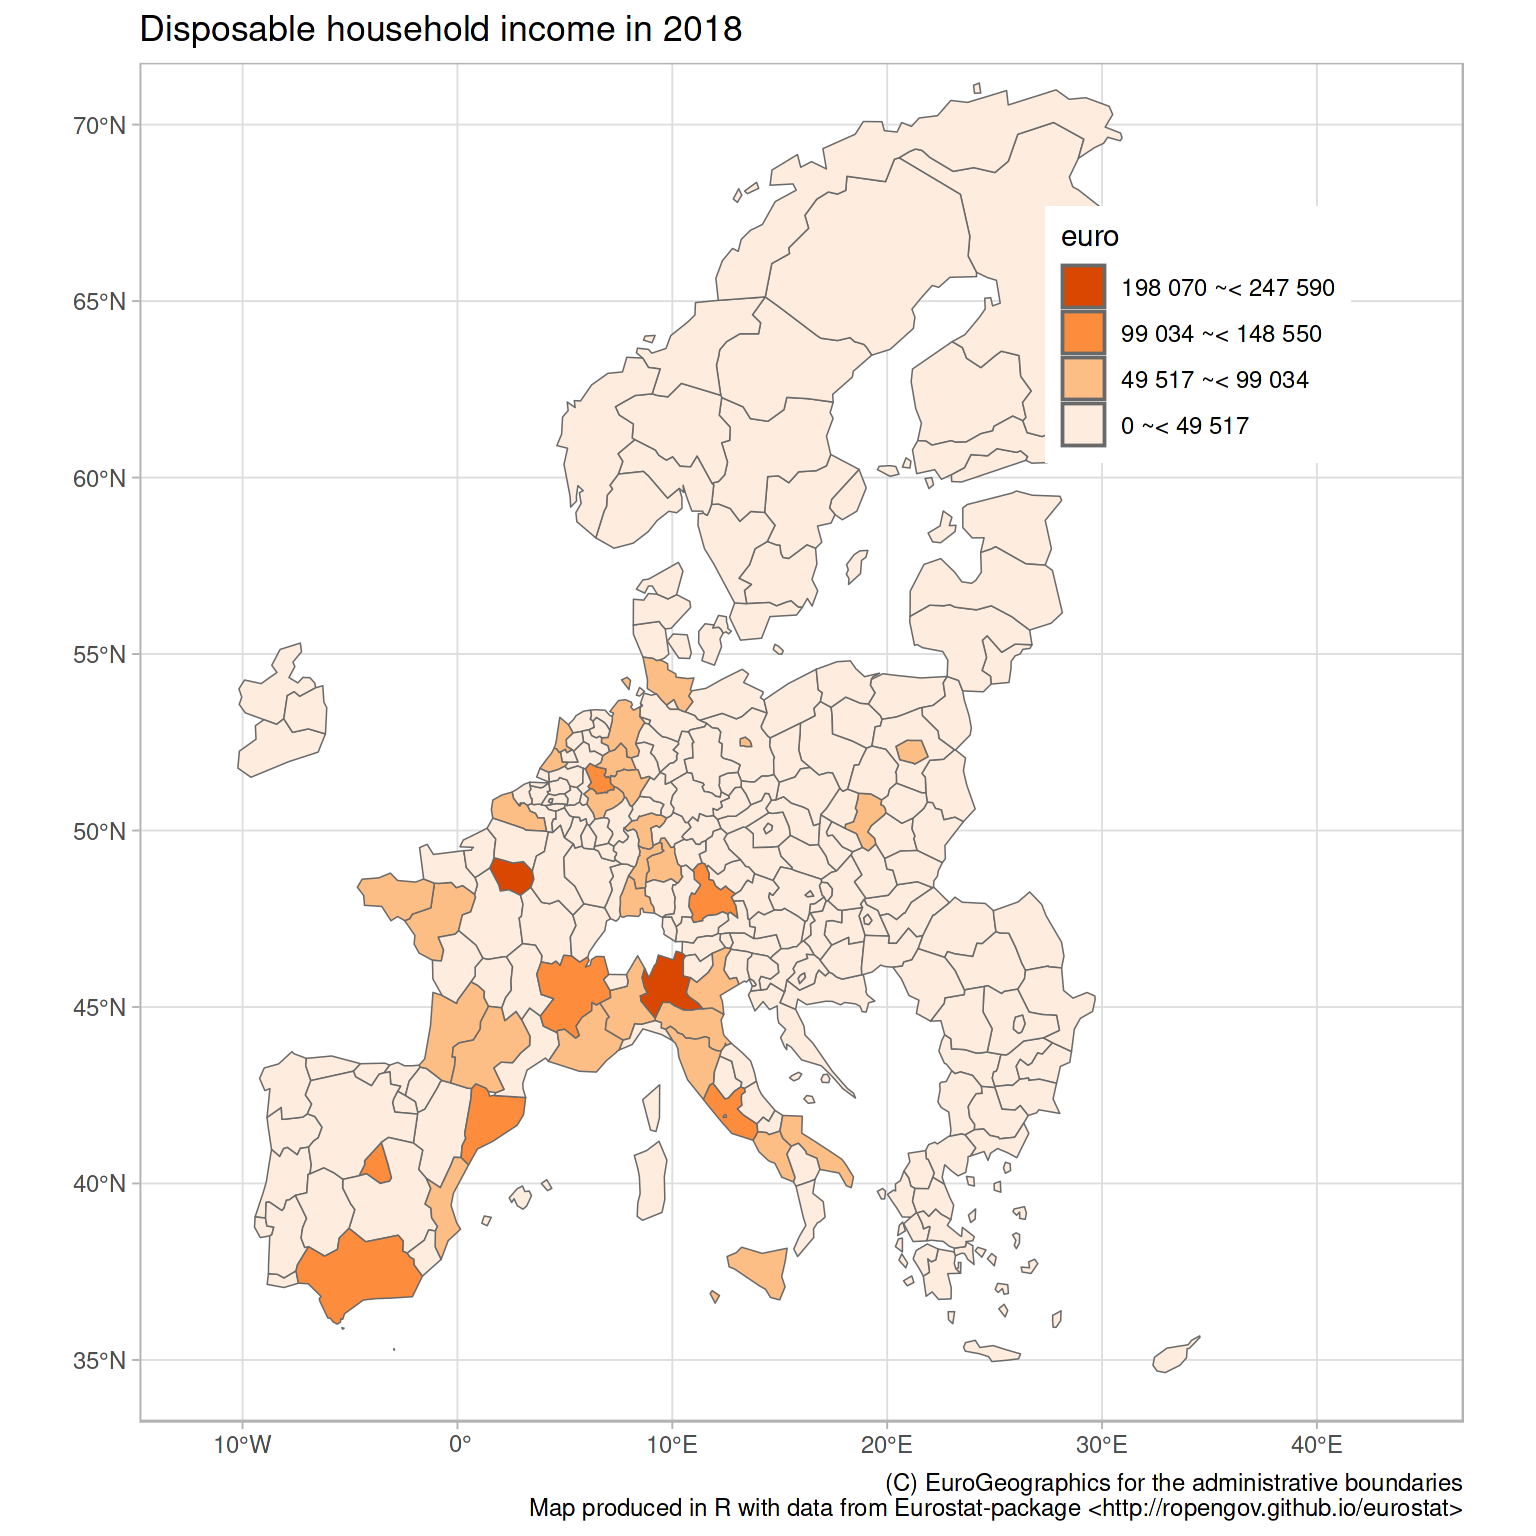 Disposable household income in 2018
70°N
65°N
60°N
55°N
50°N
45°N
40°N
35°N
euro
198 070 ~< 247 590
99 034 ~< 148 550
49 517 ~< 99 034
0 ~< 49 517
10°W
0°
10°E
20°E
30°E
40°E
(C) EuroGeographics for the administrative boundaries
Map produced in R with data from Eurostat-package <http://ropengov.github.io/eurostat>